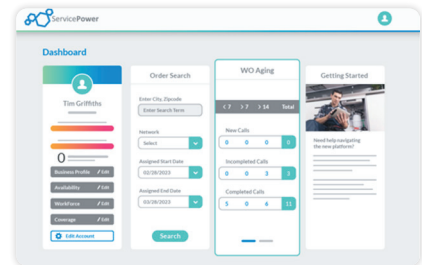 ServicePower
Dashboard
Tim Griffiths
0
Business Profile Edit
Availability Edit
Workforce Edit
Coverage Edit
Edit Account
Order Search
Enter City, Zipcode
Enter Search Term
Network
Select
Assigned Start Date
02/28/2023
Assigned End Date
03/28/2023
Search
WO Aging
< 7 > 7 > 14 Total
New Calls
0 0 0 0
Incompleted Calls
0 0 3 3
Completed Calls
5 0 6 11
Getting Started
Need help navigating
the new platform?